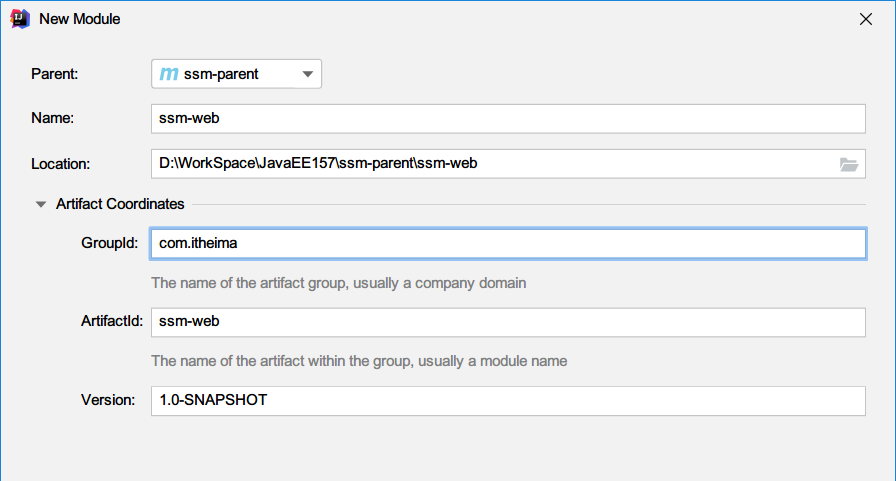 New Module
Parent: m ssm-parent
Name: ssm-web
Location: D:\WorkSpace\JavaEE157\ssm-parent\ssm-web
Artifact Coordinates
GroupId: com.itheima
The name of the artifact group, usually a company domain
ArtifactId: ssm-web
The name of the artifact within the group, usually a module name
Version: 1.0-SNAPSHOT